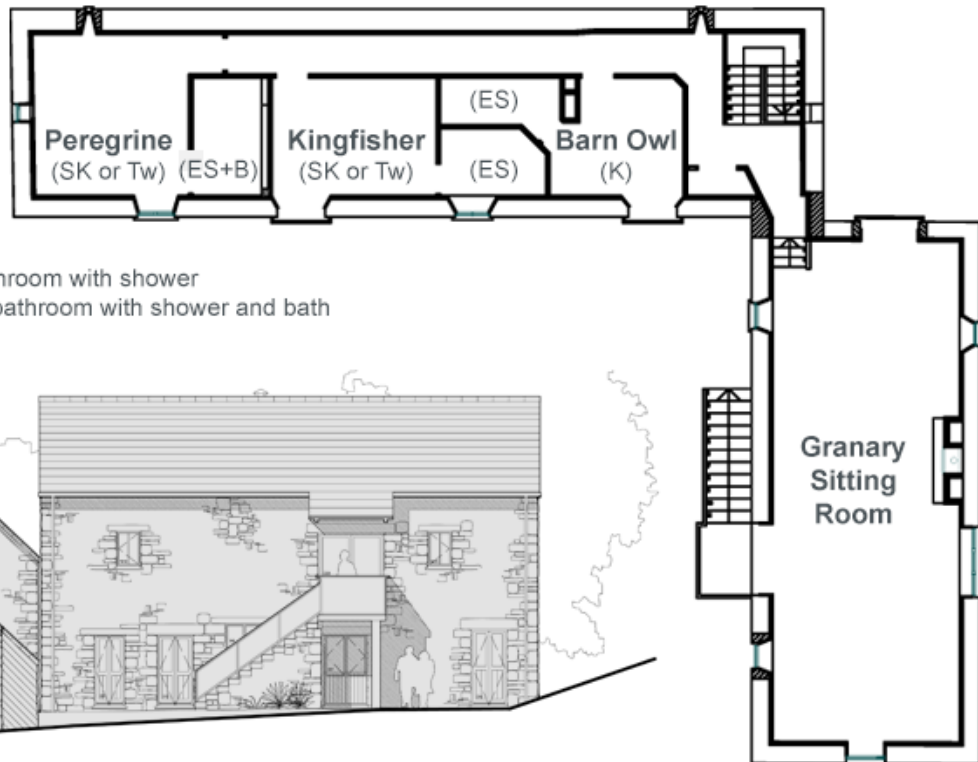 Peregrine
(SK or Tw)
(ES+B)
Kingfisher
(SK or Tw)
(ES)
(ES)
Barn Owl
(K)
with shower
bathroom with shower and bath
Granary
Sitting
Room